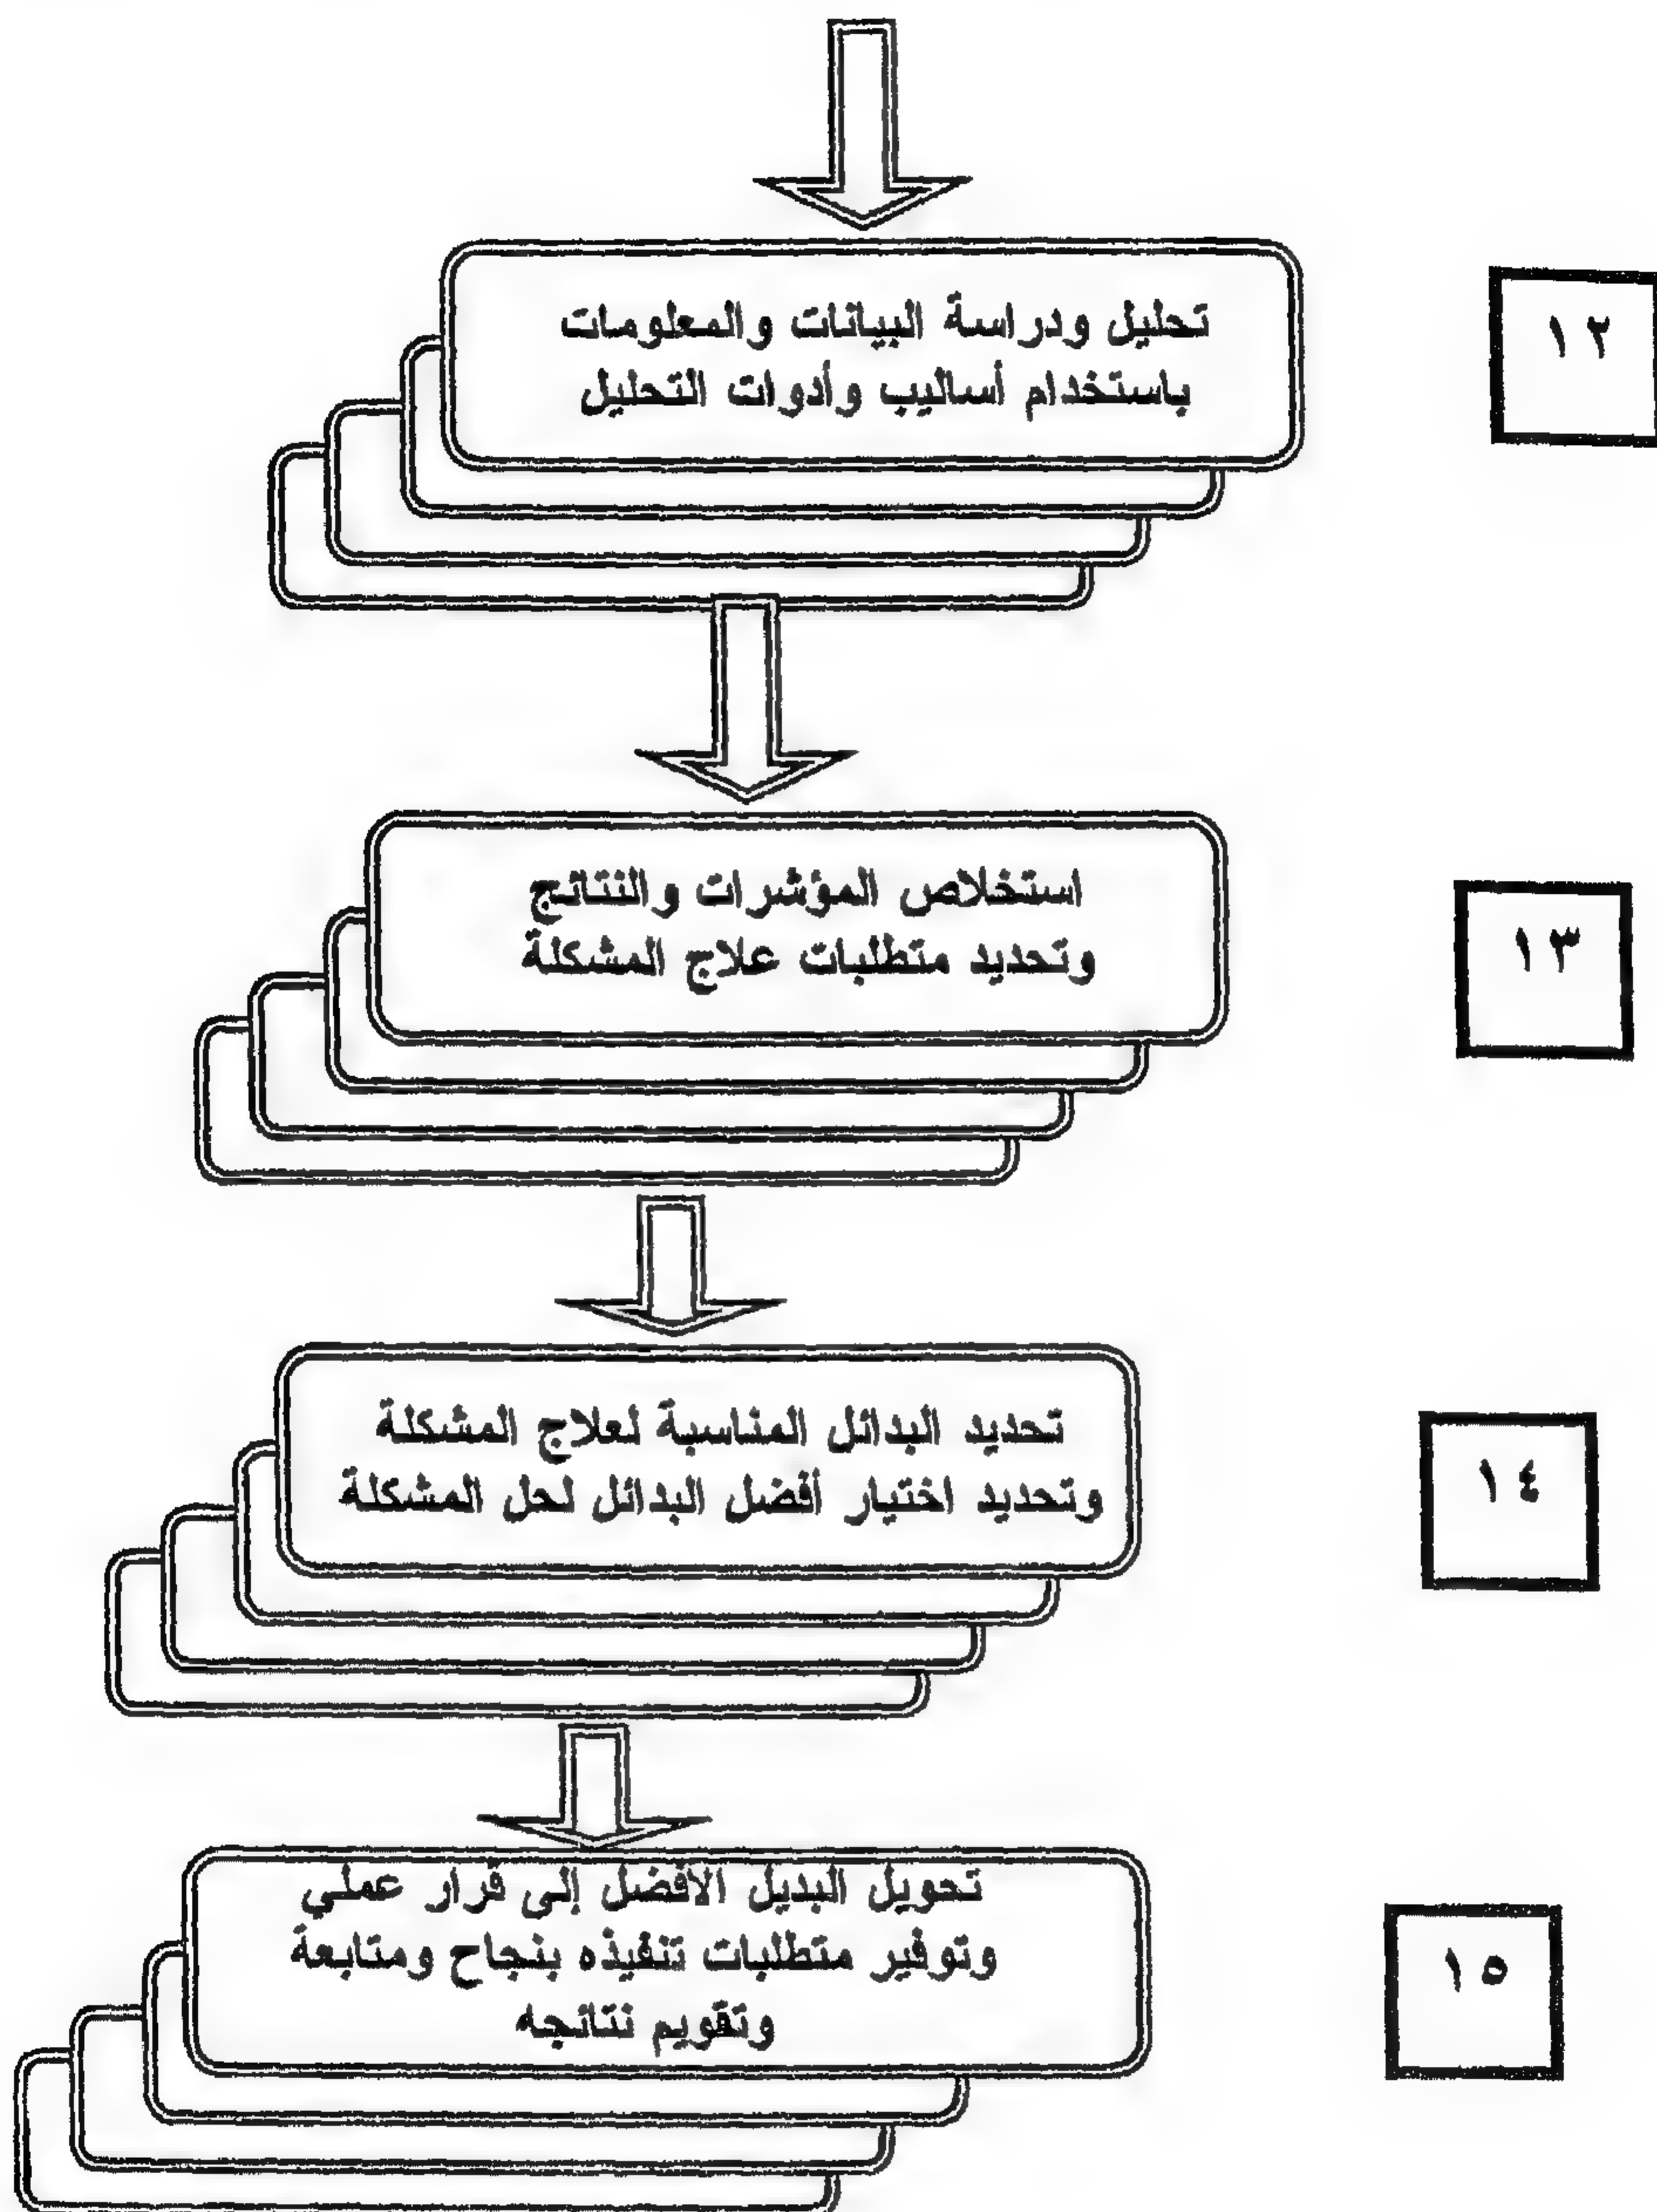 تحليل ودراسة البيانات والمعلومات
باستخدام أساليب وأدوات التحليل
١٢
استخلاص المؤشرات والنتائج
وتحديد متطلبات علاج المشكلة
١٣
تحديد البدائل المناسبة لعلاج المشكلة
وتحديد اختيار أفضل البدائل لحل المشكلة
١٤
تحويل البديل الأفضل إلى قرار عملي
وتوفير متطلبات تنفيذه بنجاح ومتابعة
وتقويم نتائجه
١٥